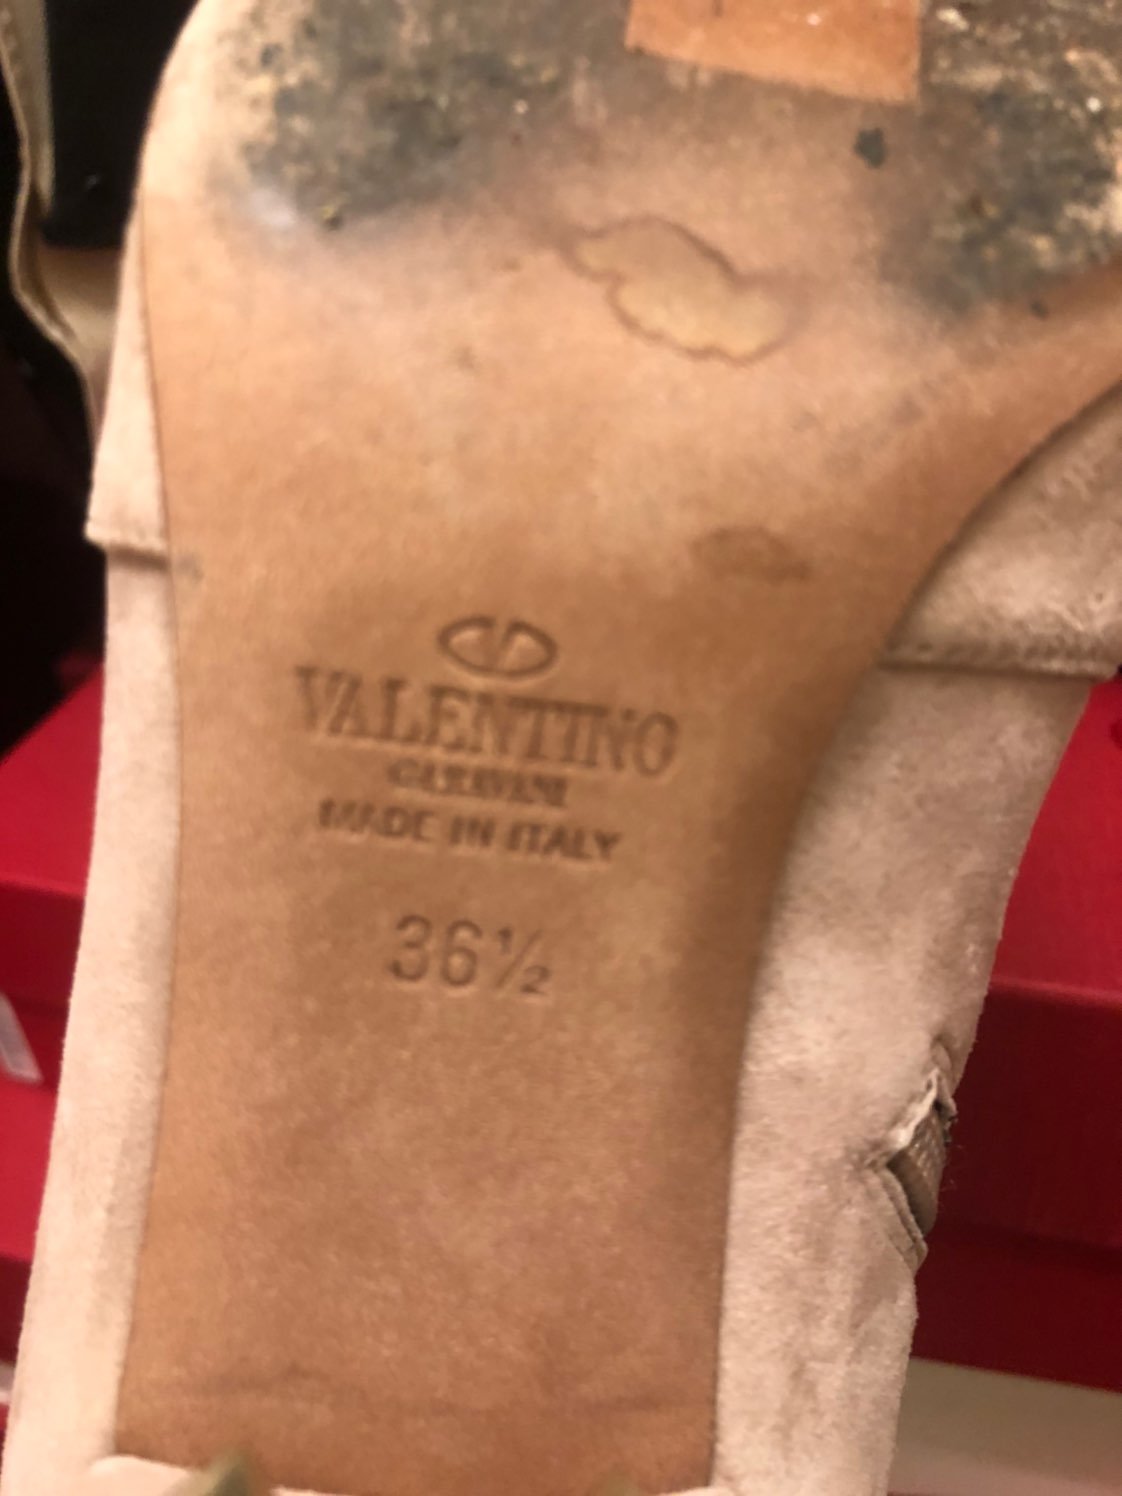 VALENTINO
GARAVANI
MADE IN ITALY
36½